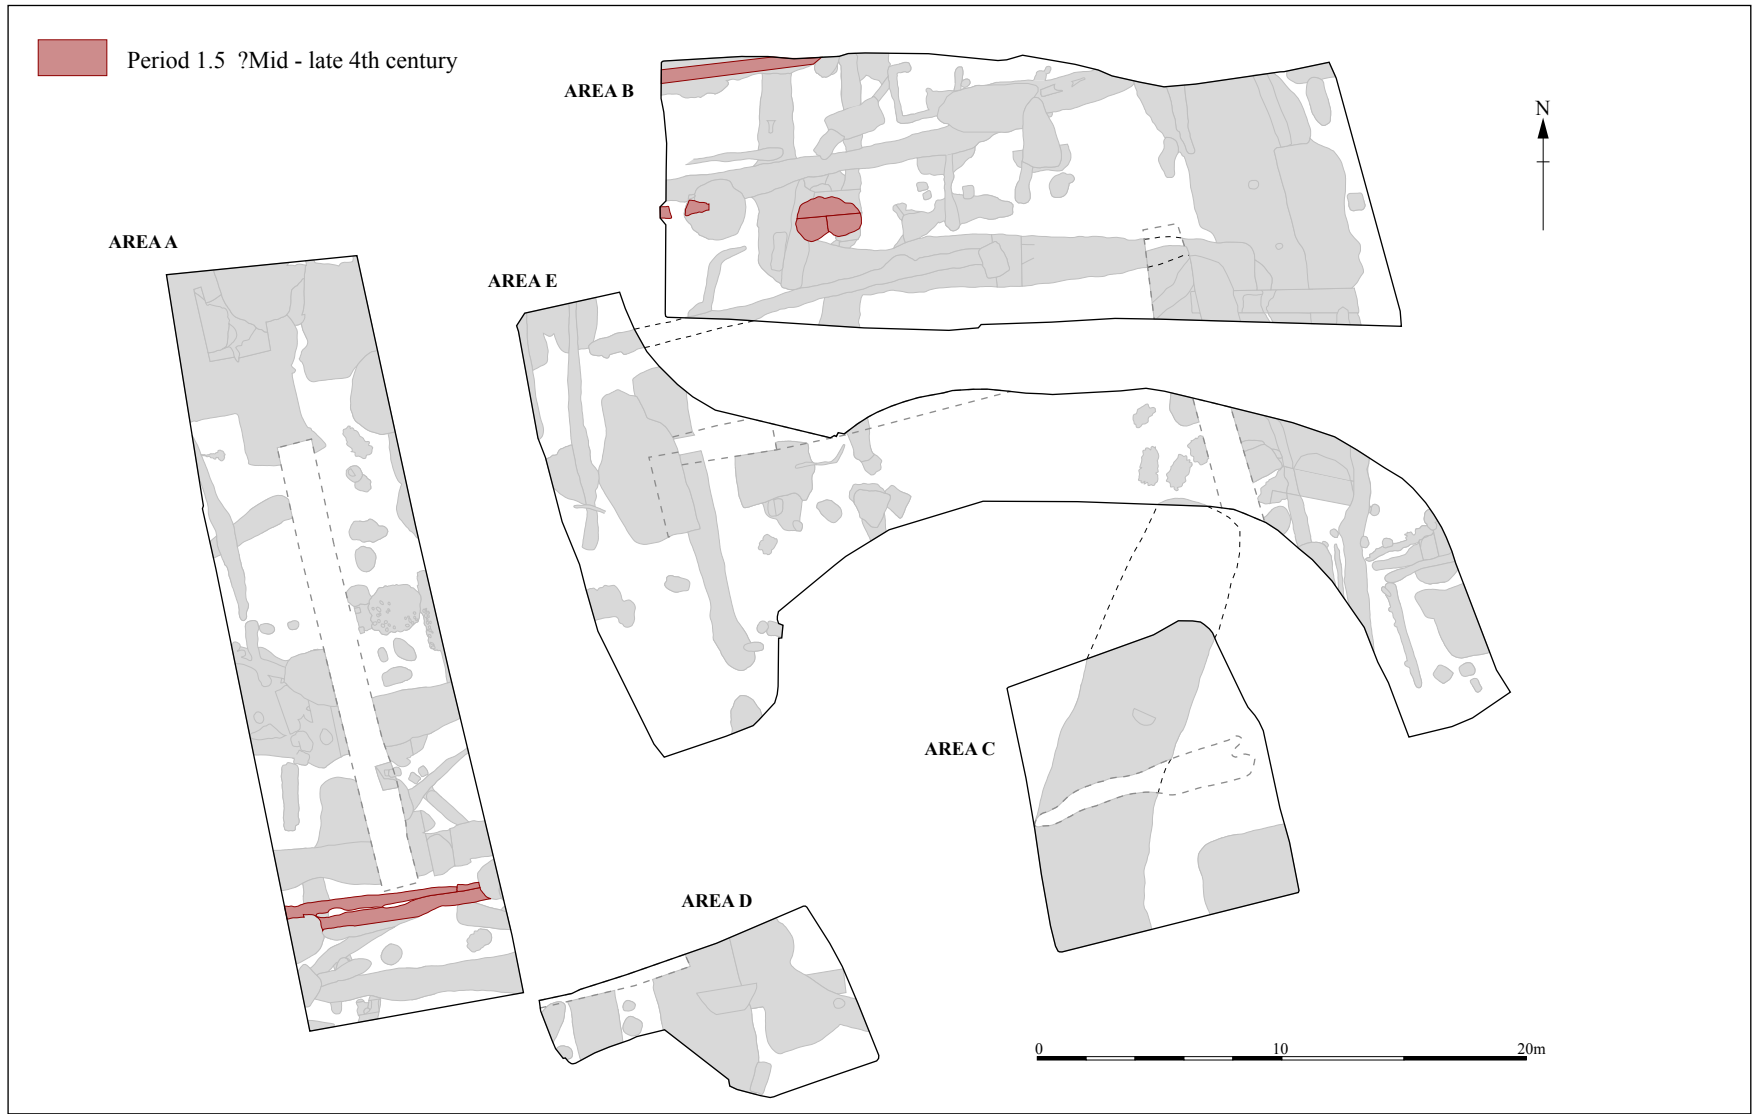 Period 1.5 ?Mid - late 4th century
AREA B
N
AREA A
AREA E
AREA C
AREA D
0 10 20m